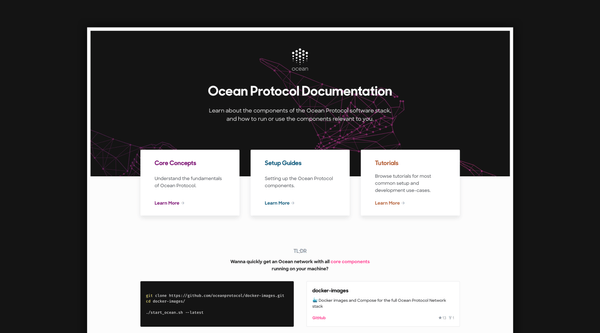 ocean
Ocean Protocol Documentation
Learn about the components of the Ocean Protocol software stack,
and how to run or use the components relevant to you.
Core Concepts
Understand the fundamentals
of Ocean Protocol.
Learn More
Setup Guides
Setting up the Ocean Protocol
components.
Learn More
Tutorials
Browse tutorials for most
common setup and
development use-cases.
Learn More
TL;DR
Wanna quickly get an Ocean network with all core components
running on your machine?
git clone https://github.com/oceanprotocol/docker-images.git
cd docker-images/
./start_ocean.sh --latest
docker-images
Docker Images and Compose for the full Ocean Protocol Network
stack
GitHub